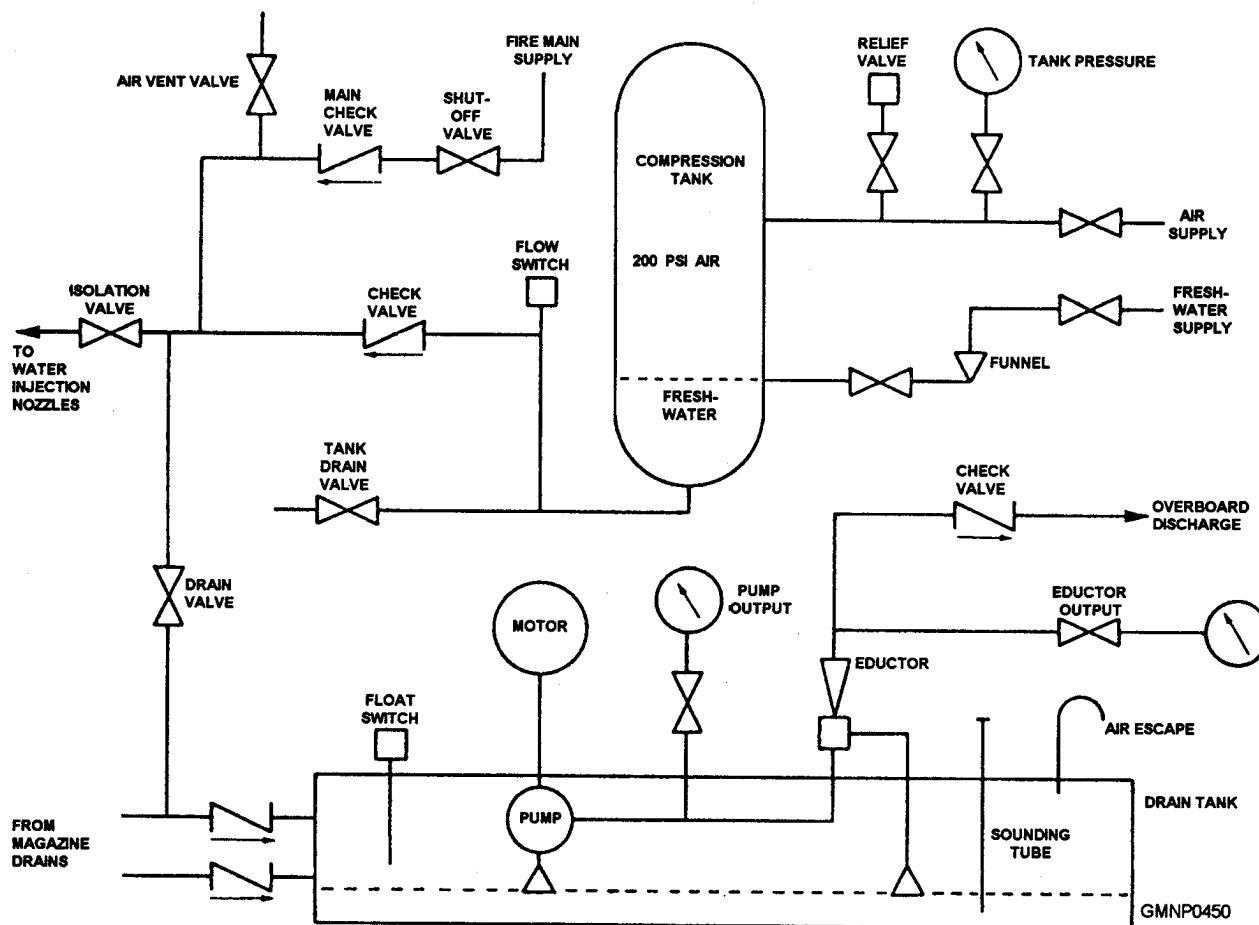 AIR VENT VALVE
MAIN
CHECK
VALVE
SHUT-
OFF
VALVE
FIRE MAIN
SUPPLY
RELIEF
VALVE
TANK PRESSURE
COMPRESSION
TANK
200 PSI AIR
AIR
SUPPLY
FLOW
SWITCH
ISOLATION
VALVE
CHECK
VALVE
FRESH-
WATER
SUPPLY
TO
WATER
INJECTION
NOZZLES
FUNNEL
FRESH-
WATER
TANK
DRAIN
VALVE
CHECK
VALVE
OVERBOARD
DISCHARGE
DRAIN
VALVE
MOTOR
PUMP
OUTPUT
EDUCTOR
OUTPUT
EDUCTOR
FLOAT
SWITCH
AIR ESCAPE
DRAIN TANK
FROM
MAGAZINE
DRAINS
PUMP
SOUNDING
TUBE
GMNP0450